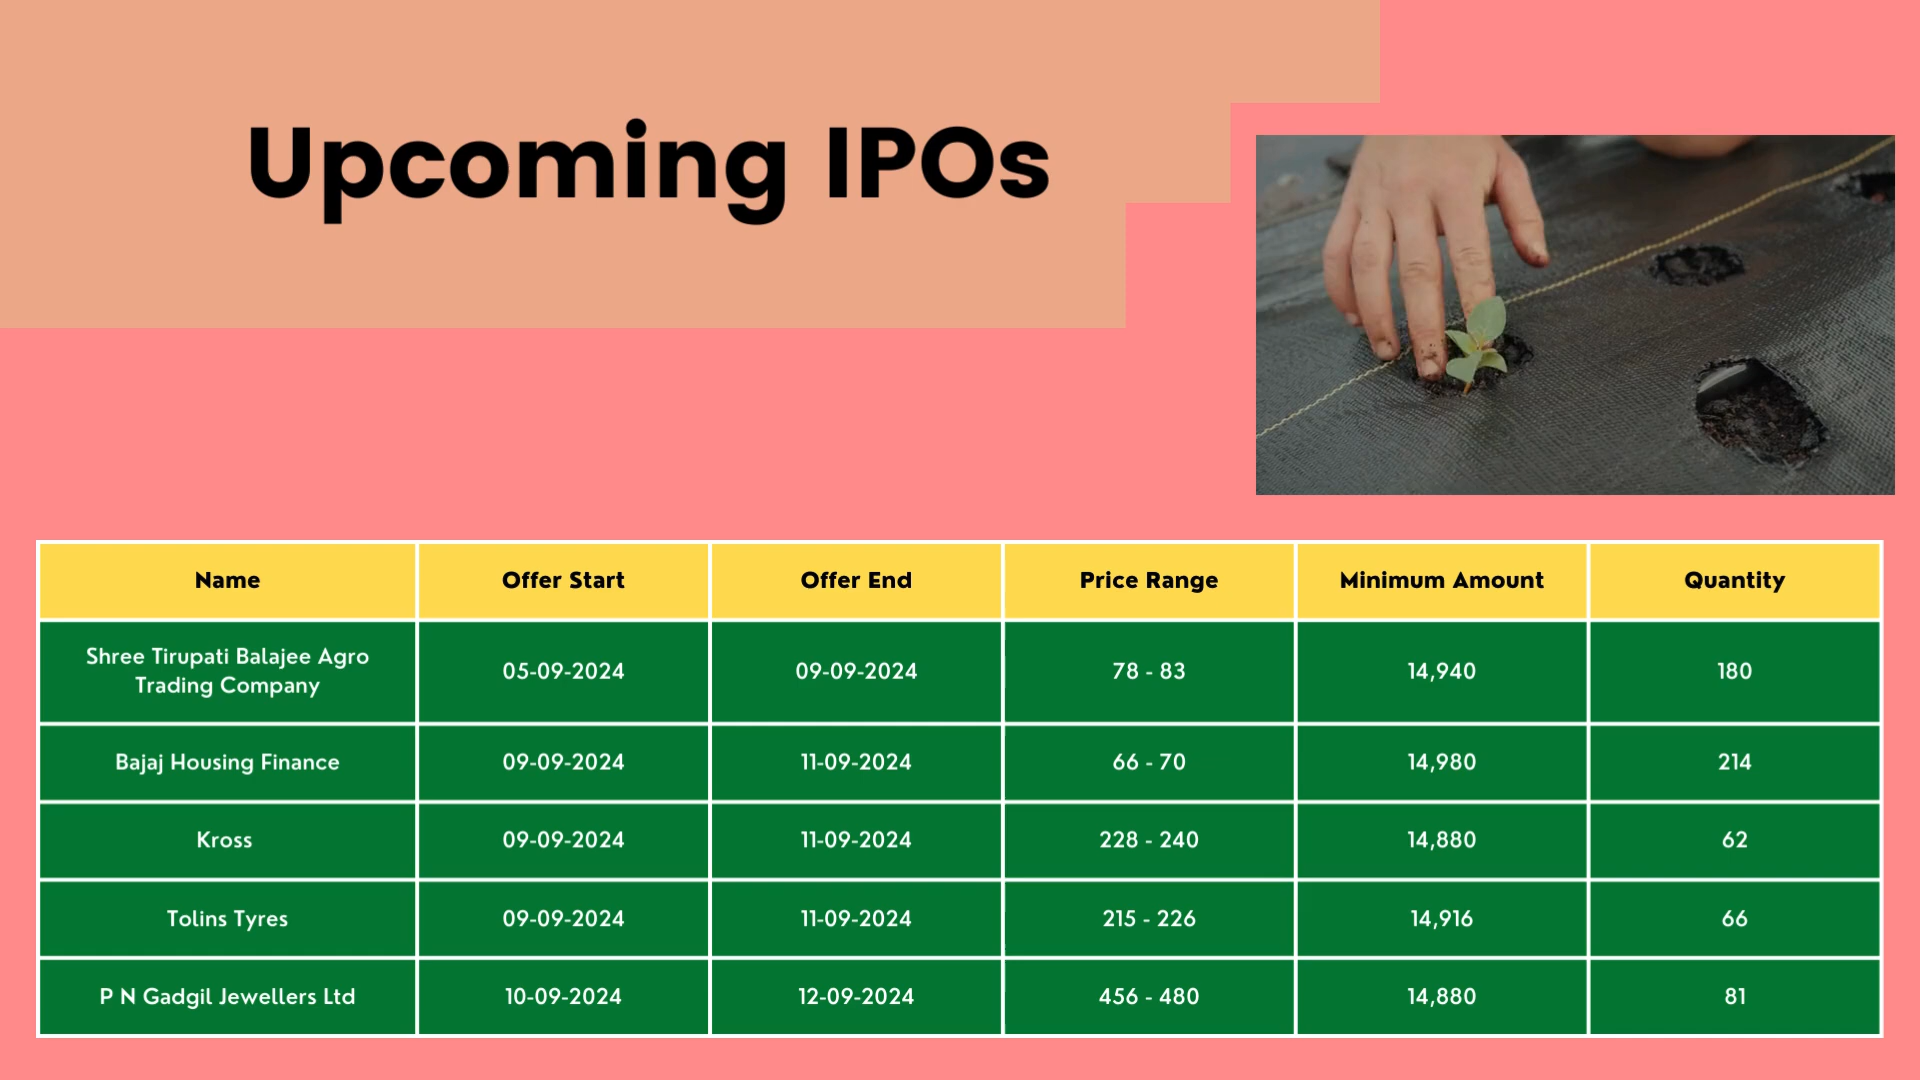 Upcoming IPOs
Name Offer Start Offer End Price Range Minimum Amount Quantity
Shree Tirupati Balajee Agro
Trading Company 05-09-2024 09-09-2024 78 - 83 14,940 180
Bajaj Housing Finance 09-09-2024 11-09-2024 66 - 70 14,980 214
Kross 09-09-2024 11-09-2024 228 - 240 14,880 62
Tolins Tyres 09-09-2024 11-09-2024 215 - 226 14,916 66
P N Gadgil Jewellers Ltd 10-09-2024 12-09-2024 456 - 480 14,880 81